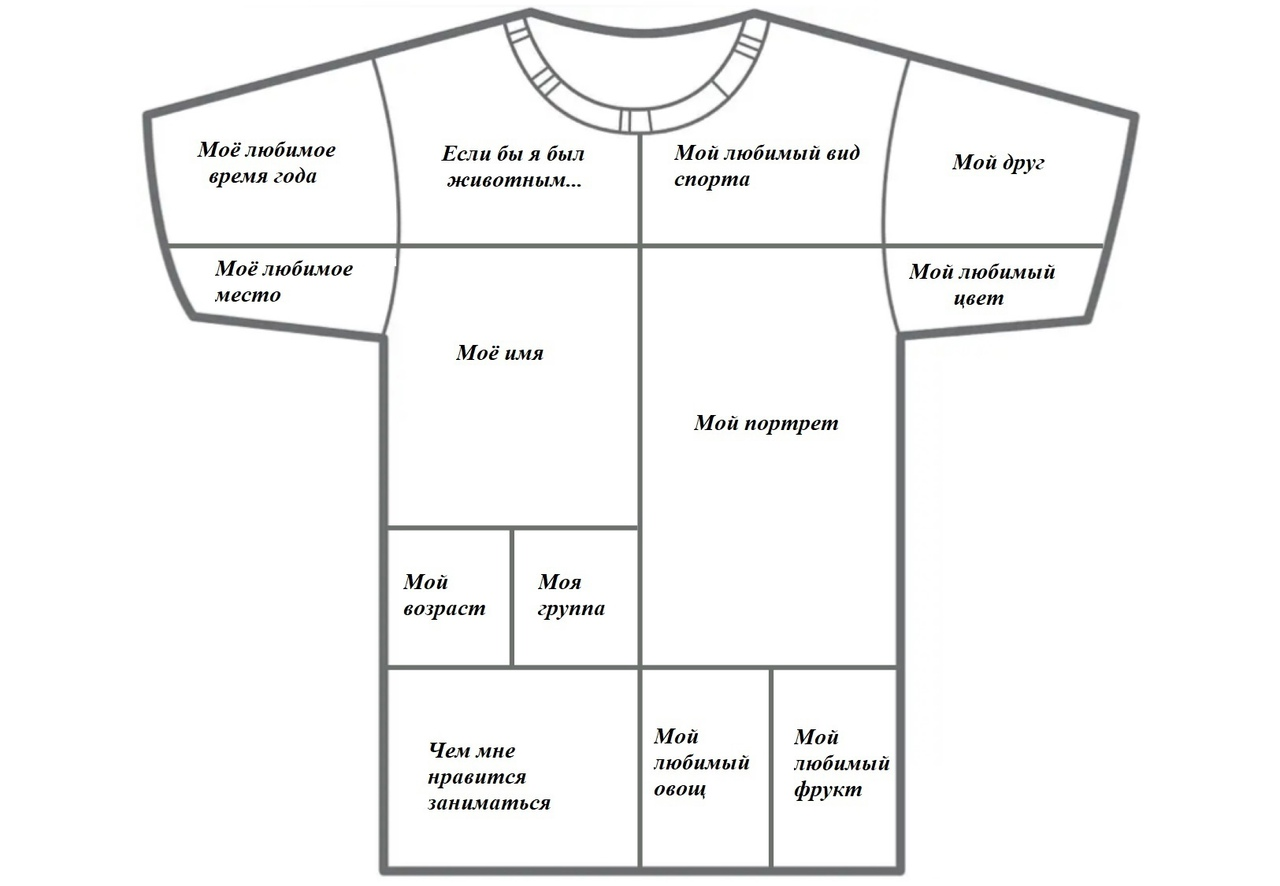 Моё любимое
время года
Если бы я был
животным...
Мой любимый вид
спорта
Мой друг
Моё любимое
место
Мой любимый
цвет
Моё имя
Мой портрет
Мой
возраст
Моя
группа
Чем мне
нравится
заниматься
Мой
любимый
овощ
Мой
любимый
фрукт